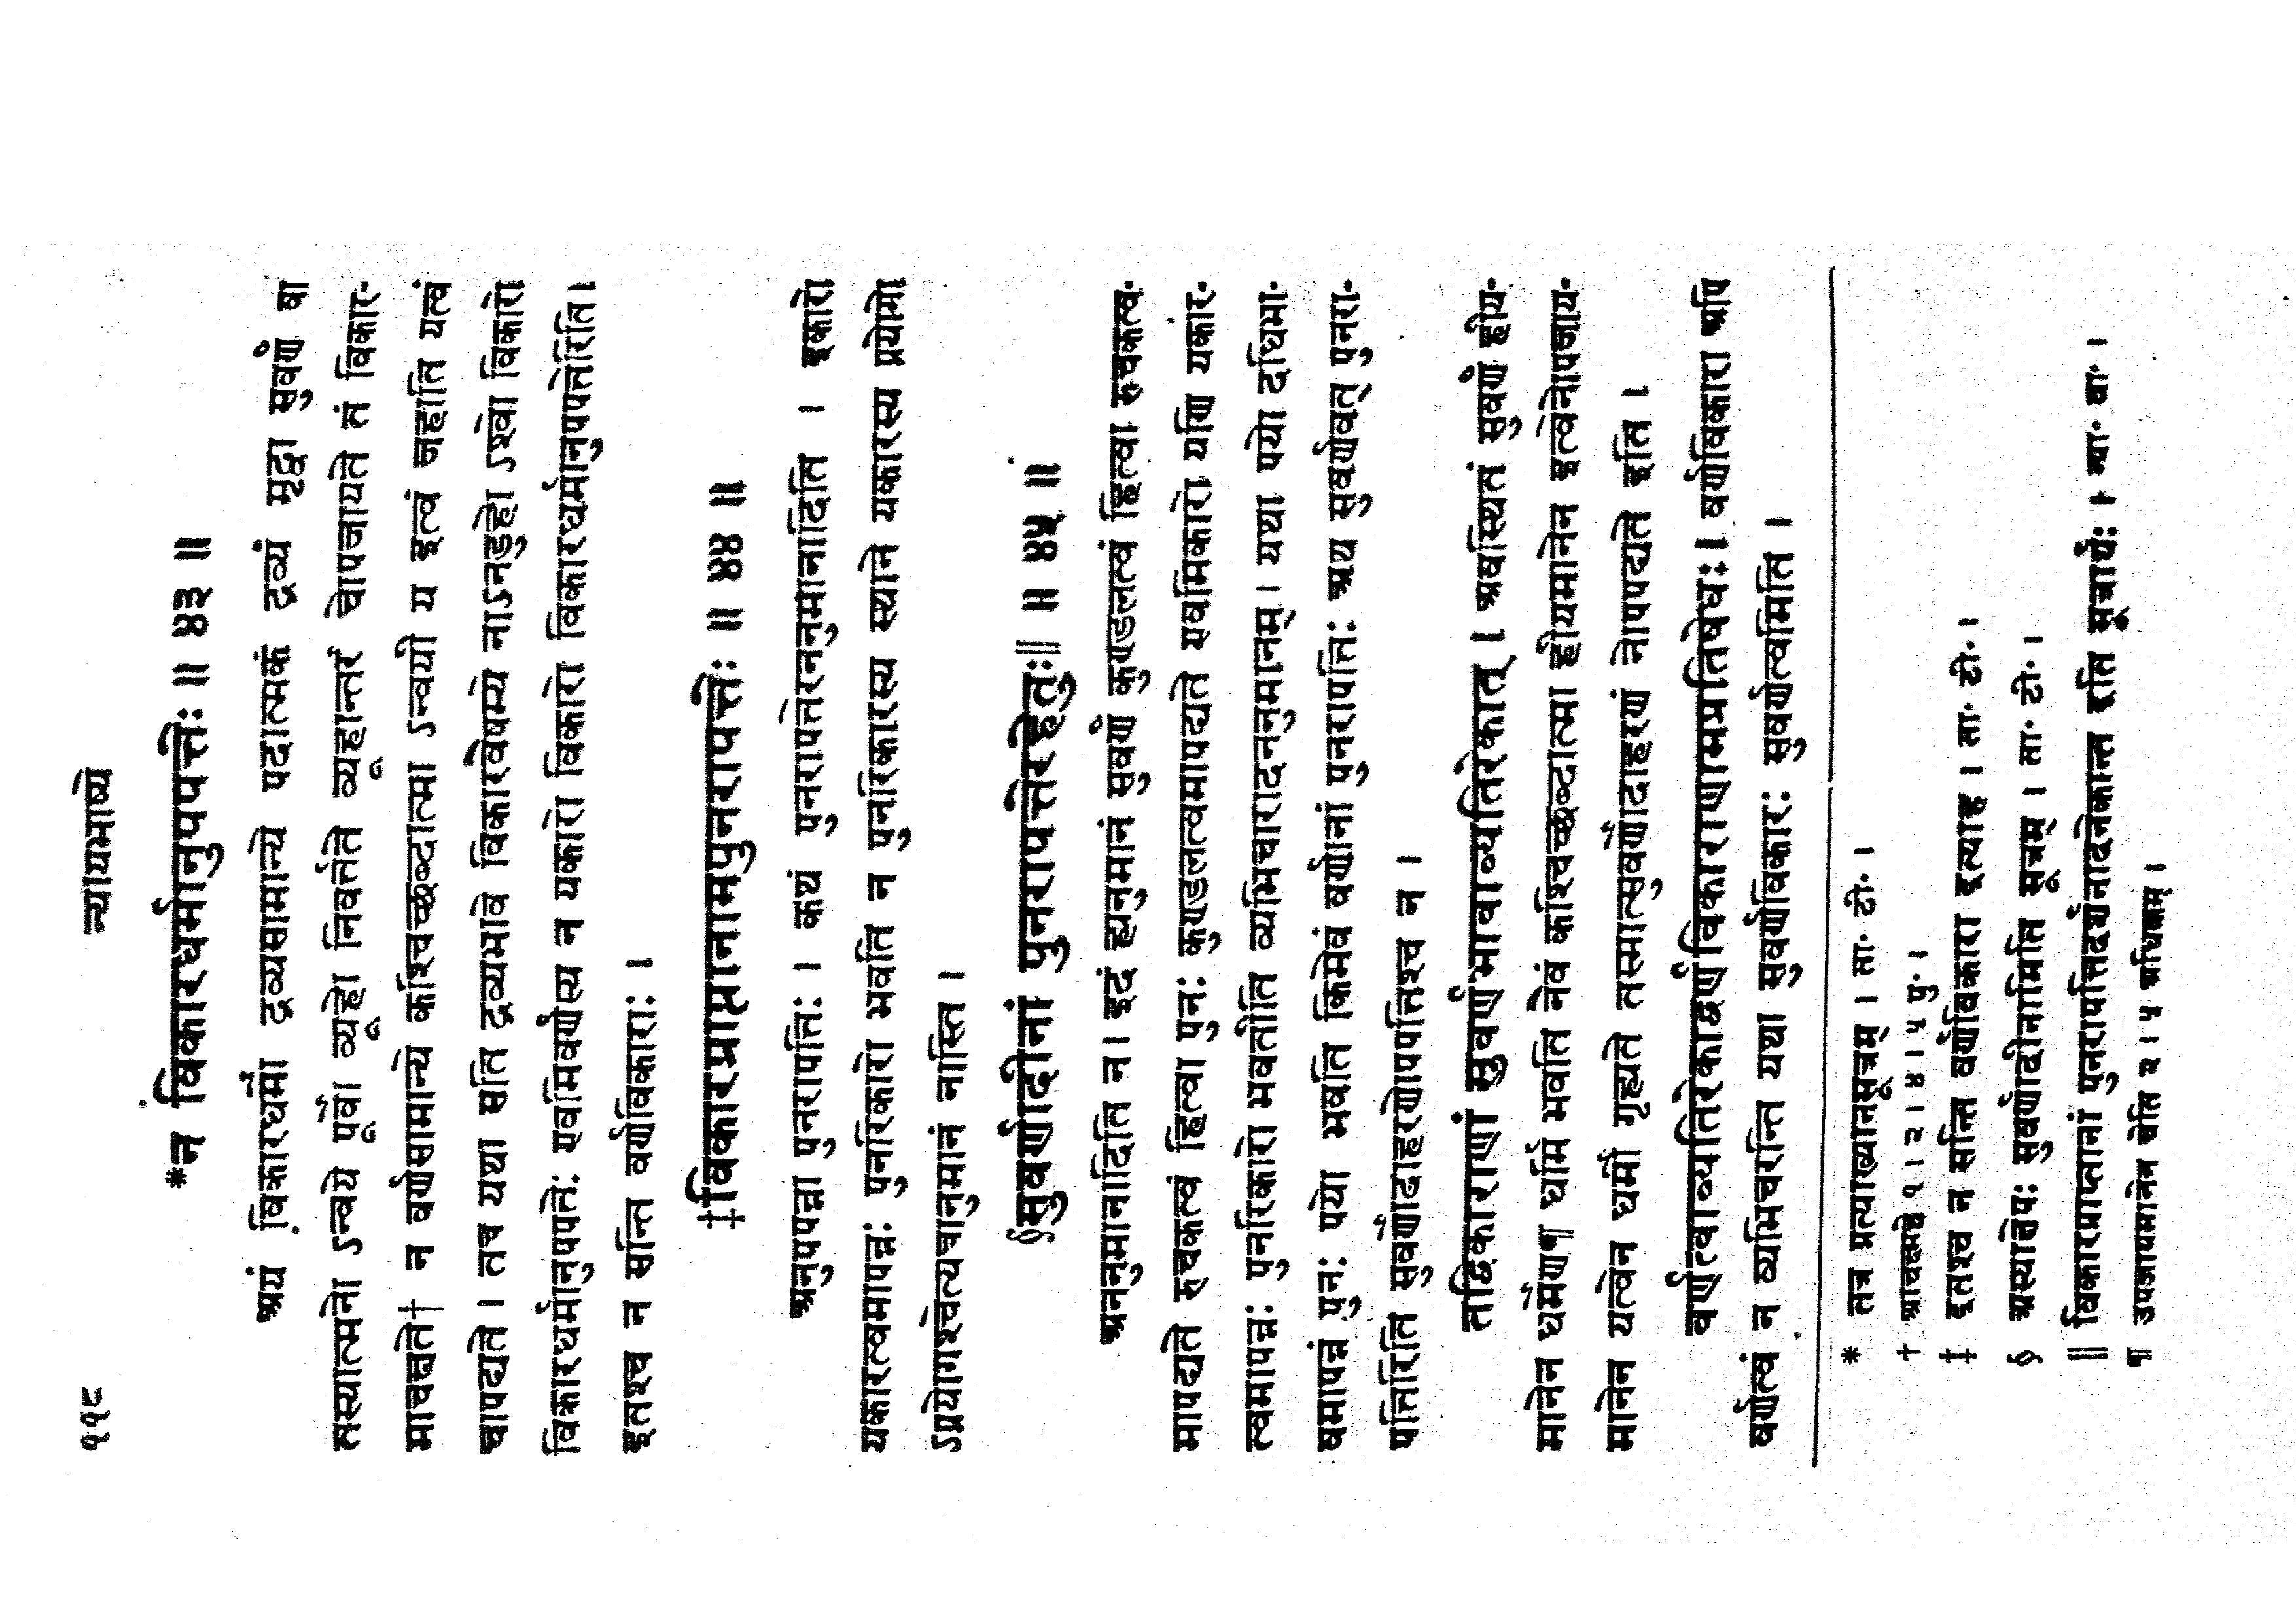 ११८ न्यायभाष्ये
*न विकारधर्मानुपपत्तेः ॥ ४३ ॥
अयं विकारधर्मो द्रव्यसामान्ये पदात्मकं द्रव्यं मृद्वा सुवर्णं वा
तस्यात्मनो ऽन्वये पूर्वो व्यूहो निवर्त्तते व्यूहान्तरं चोपजायते तं विकार-
माचक्षते† न वर्णसामान्ये कश्चिच्छब्दात्मा ऽन्वयी य इत्वं जहाति यत्वं
चापद्यते । तत्र यथा सति द्रव्यभावे विकारवैषम्ये नाऽनडुहो ऽश्वो विकारो
विकारधर्मानुपपत्तेः एवमिवर्णस्य न यकारो विकारो विकारधर्मानुपपत्तेरिति।
इतश्च न सन्ति वर्णविकाराः ।
‡विकारप्राप्तानामपुनरापत्तेः ॥ ४४ ॥
अनुपपन्ना पुनरापत्तिः । कथं पुनरापत्तेरननुमानादिति । इकारो
यकारत्वमापन्नः पुनरिकारो भवति न पुनरिकारस्य स्थाने यकारस्य प्रयोगो
ऽप्रयोगश्चेत्यत्रानुमानं नास्ति ।
§सुवर्णादीनां पुनरापत्तेरहेतुः‖ ॥ ४५ ॥
अननुमानादिति न। इदं ह्यनुमानं सुवर्णं कुण्डलत्वं हित्वा रुचकत्व-
मापद्यते रुचकत्वं हित्वा पुनः कुण्डलत्वमापद्यते एवमिकारो यणि यकार-
त्वमापन्नः पुनरिकारो भवतीति व्यभिचारादननुमानम्। यथा पयो दधिभा-
वमापन्नं पुनः पयो भवति किमेवं वर्णानां पुनरापत्तिः अथ सुवर्णवत् पुनरा-
पत्तिरिति सुवर्णोदाहरणोपपत्तिश्च न ।
तद्विकाराणां सुवर्णभावाव्यतिरेकात् । अवस्थितं सुवर्णं हीय-
मानेन धर्मेण¶ धर्मि भवति नैवं कश्चिच्छब्दात्मा हीयमानेन इत्वेनोपजाय-
मानेन यत्वेन धर्मी गृह्यते तस्मात्सुवर्णोदाहरणं नोपपद्यते इति ।
वर्णत्वाव्यतिरेकाद्वर्णविकाराणामप्रतिषेधः। वर्णविकारा अपि
वर्णत्वं न व्यभिचरन्ति यथा सुवर्णविकारः सुवर्णत्वमिति ।
* तत्र प्रत्याख्यानसूत्रम् । ता॰ टी॰ ।
† आचक्ष्महे १ । २ । ४ । ५ पु॰ ।
‡ इतश्च न सन्ति वर्णविकारा इत्याह । ता॰ टी॰ ।
§ अस्याक्षेपः सुवर्णादीनामिति सूत्रम् । ता॰ टी॰ ।
‖ विकारप्राप्तानां पुनरापत्तिदर्शनादनेकान्त इति सूत्रार्थः । न्या॰ वा॰ ।
¶ उपजायमानेन चेति २ । ५ अधिकम् ।